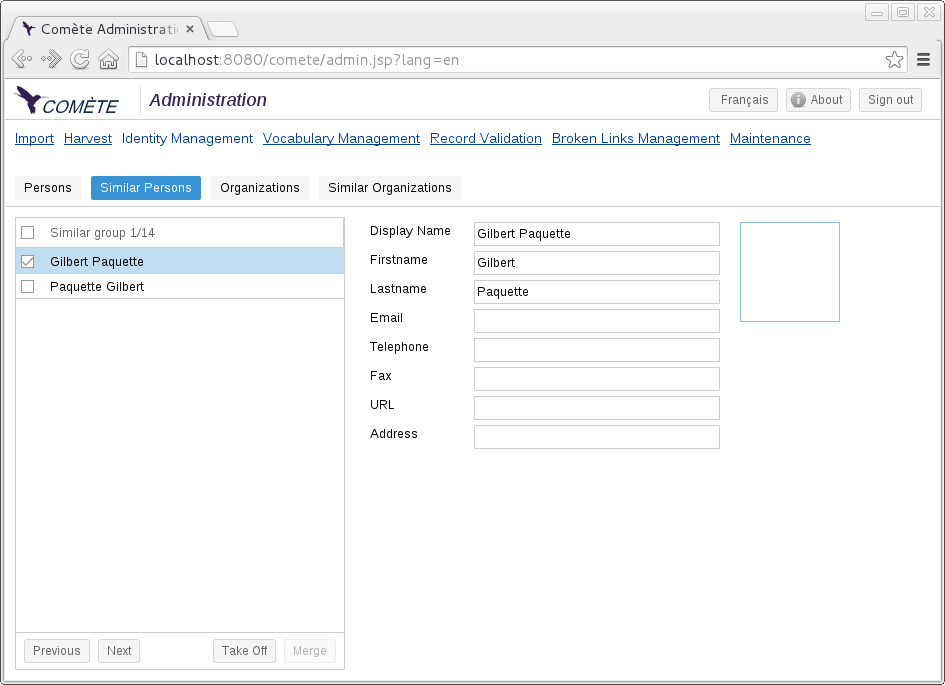 Comète Administrati
localhost:8080/comete/admin.jsp?lang=en
COMÈTE Administration Français About Sign out
Import Harvest Identity Management Vocabulary Management Record Validation Broken Links Management Maintenance
Persons Similar Persons Organizations Similar Organizations
Similar group 1/14
Gilbert Paquette
Paquette Gilbert
Previous Next Take Off Merge
Display Name Gilbert Paquette
Firstname Gilbert
Lastname Paquette
Email
Telephone
Fax
URL
Address